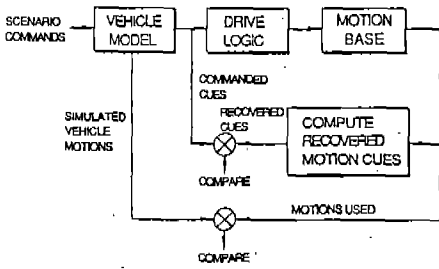 SCENARIO
COMMANDS
VEHICLE
MODEL
DRIVE
LOGIC
MOTION
BASE
COMMANDED
CUES
RECOVERED
CUES
SIMULATED
VEHICLE
MOTIONS
COMPUTE
RECOVERED
MOTION CUES
COMPARE
MOTIONS USED
COMPARE